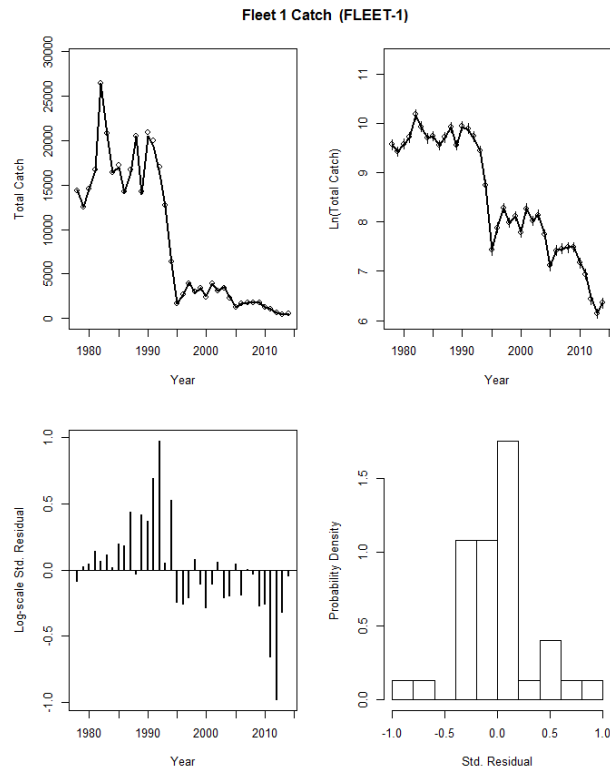 Fleet 1 Catch (FLEET-1)
Total Catch
30000
25000
20000
15000
10000
5000
0
1980 1990 2000 2010
Year
Ln(Total Catch)
11
10
9
8
7
6
1980 1990 2000 2010
Year
Log-scale Std. Residual
1.0
0.5
0.0
-0.5
-1.0
1980 1990 2000 2010
Year
Probability Density
1.5
1.0
0.5
0.0
-1.0 -0.5 0.0 0.5 1.0
Std. Residual